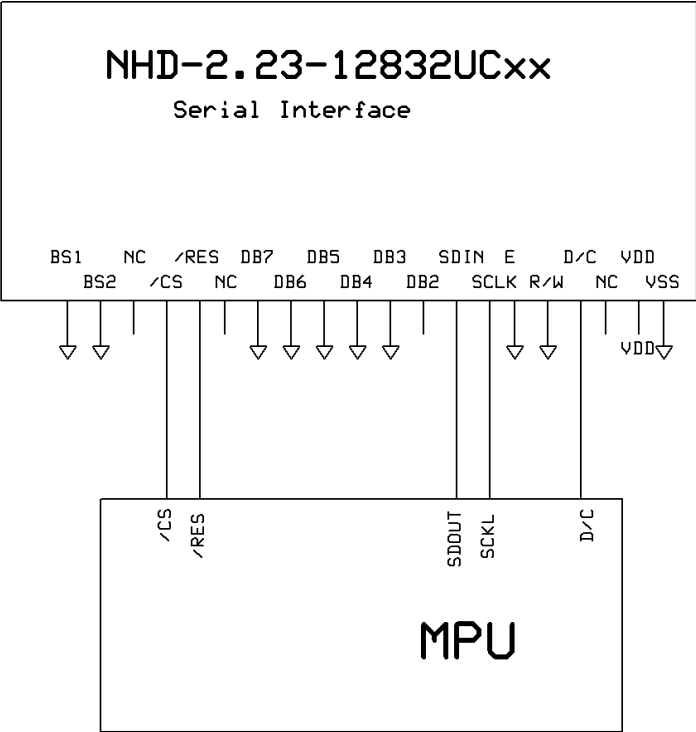 NHD-2.23-12832UCxx
Serial Interface
BS1 NC /RES DB7 DB5 DB3 SDIN E D/C VDD
BS2 /CS NC DB6 DB4 DB2 SCLK R/W NC VSS
VDD
/CS /RES SDOUT SCKL D/C
MPU